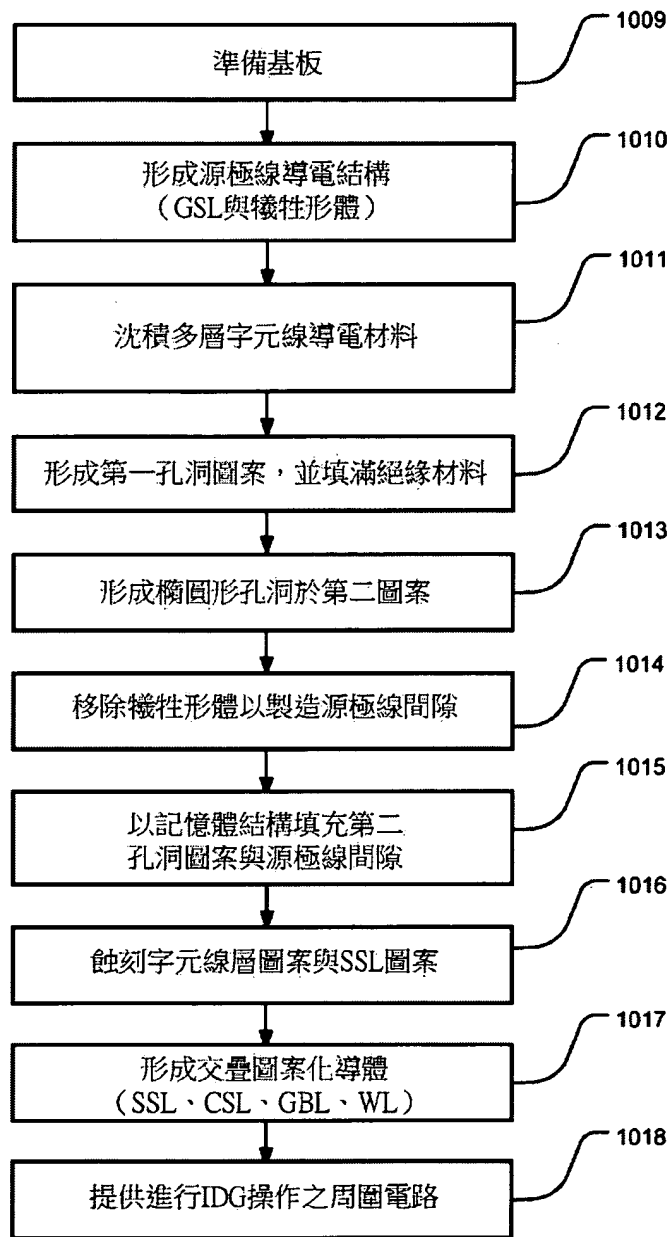 1009
準備基板
1010
形成源極線導電結構
（GSL與犧牲形體）
1011
沈積多層字元線導電材料
1012
形成第一孔洞圖案，並填滿絕緣材料
1013
形成橢圓形孔洞於第二圖案
1014
移除犧牲形體以製造源極線間隙
1015
以記憶體結構填充第二
孔洞圖案與源極線間隙
1016
蝕刻字元線層圖案與SSL圖案
1017
形成交疊圖案化導體
（SSL、CSL、GBL、WL）
1018
提供進行IDG操作之周圍電路